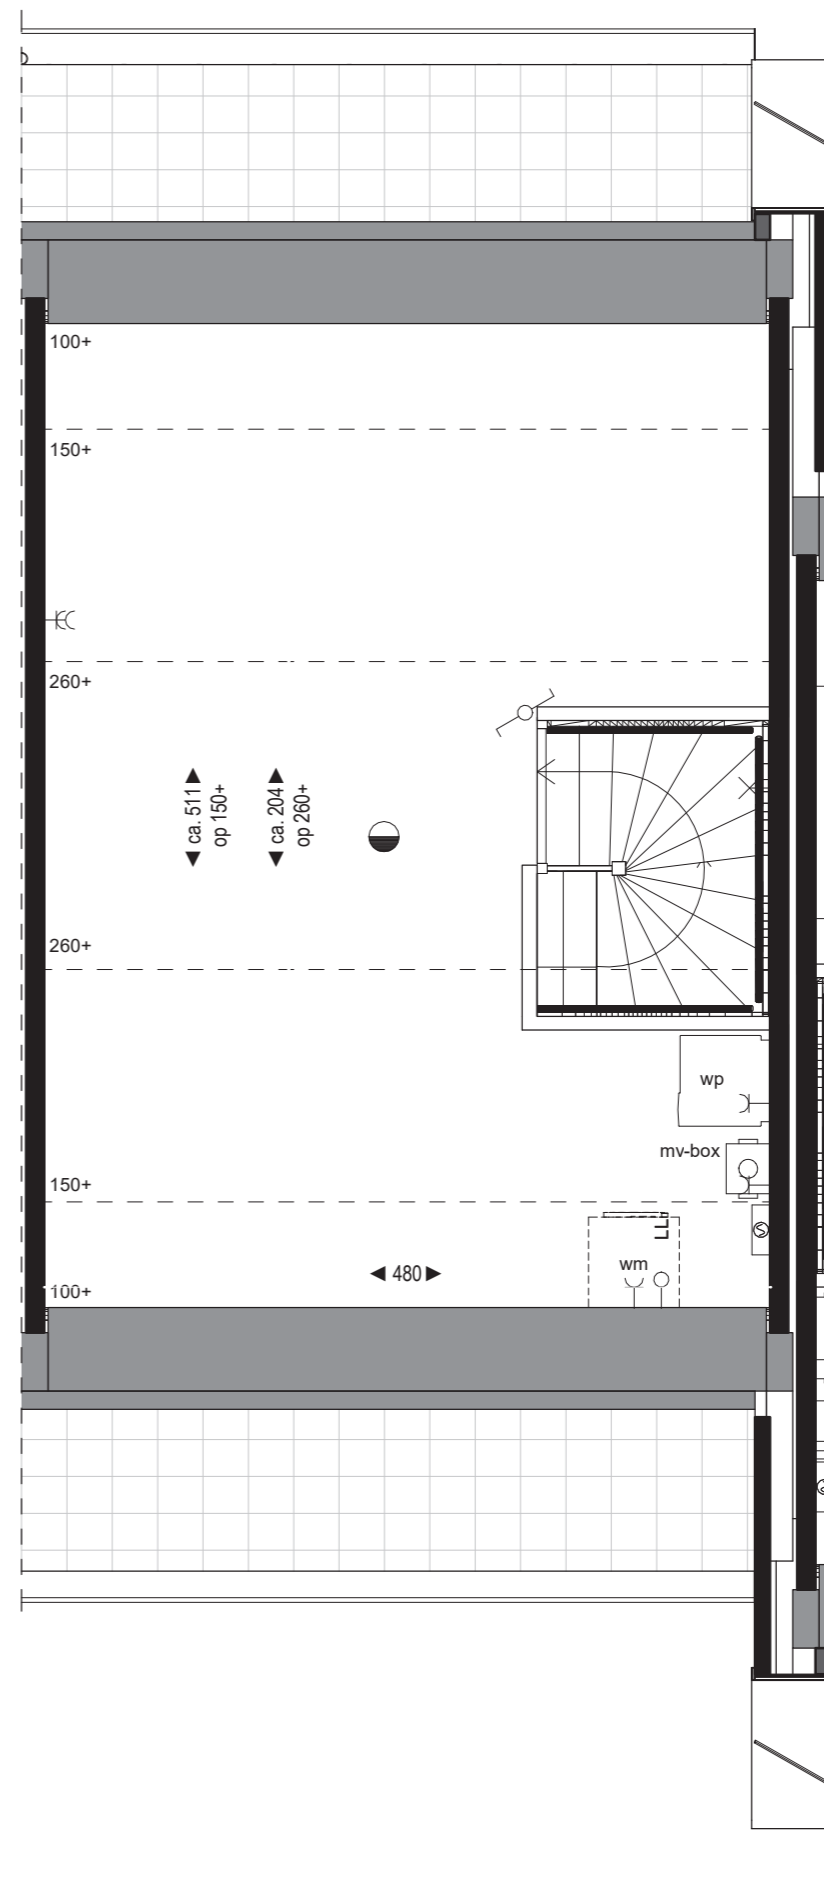 100+
150+
260+
◄ ca. 511 ►
op 150+
◄ ca. 204 ►
op 260+
260+
wp
mv-box
150+
LL
wm
◄ 480 ►
100+